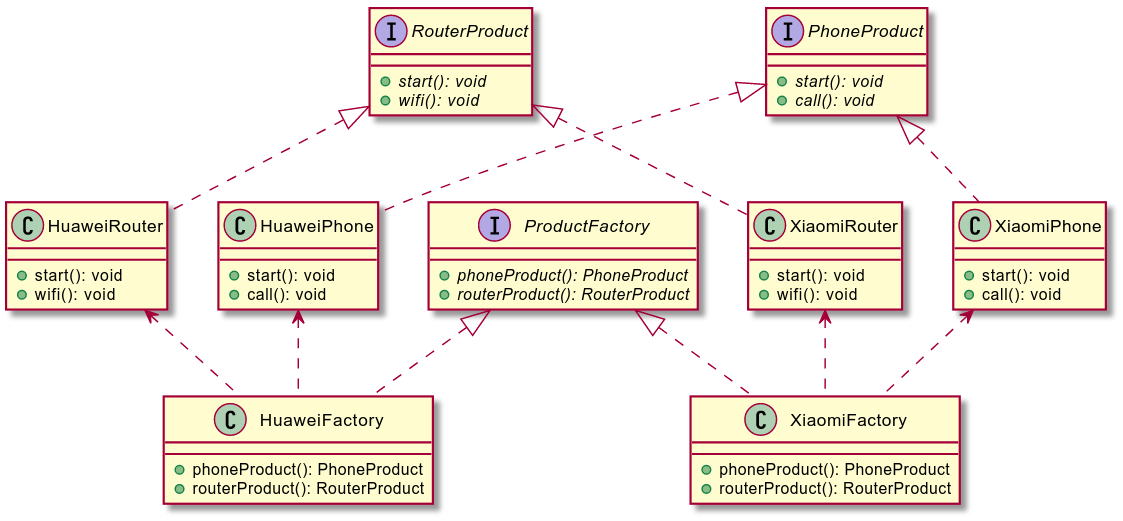 I RouterProduct
start(): void
wifi(): void
I PhoneProduct
start(): void
call(): void
C HuaweiRouter
start(): void
wifi(): void
C HuaweiPhone
start(): void
call(): void
I ProductFactory
phoneProduct(): PhoneProduct
routerProduct(): RouterProduct
C XiaomiRouter
start(): void
wifi(): void
C XiaomiPhone
start(): void
call(): void
C HuaweiFactory
phoneProduct(): PhoneProduct
routerProduct(): RouterProduct
C XiaomiFactory
phoneProduct(): PhoneProduct
routerProduct(): RouterProduct